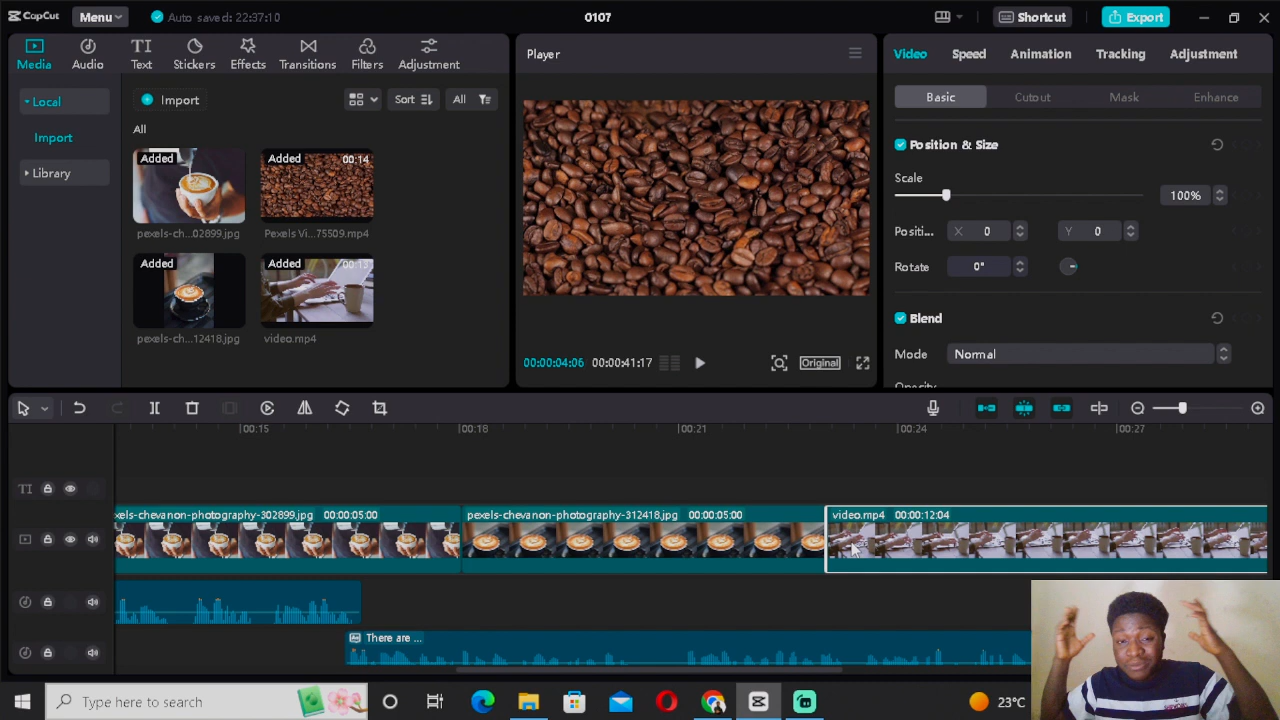 CapCut Menu Auto saved: 22:37:10 0107 Shortcut Export
Media Audio Text Stickers Effects Transitions Filters Adjustment
Local
Import
Library
Import Sort All
All
Added
pexels-ch...02899.jpg
Added 00:14
Pexels Vi...75509.mp4
Added
pexels-ch...12418.jpg
Added 00:13
video.mp4
Player
00:00:04:06 00:00:41:17 Original
Video Speed Animation Tracking Adjustment
Basic Cutout Mask Enhance
Position & Size
Scale 100%
Positi... X 0 Y 0
Rotate 0°
Blend
Mode Normal
Opacity
00:15 00:18 00:21 00:24 00:27
TI
xels-chevanon-photography-302899.jpg 00:00:05:00
pexels-chevanon-photography-312418.jpg 00:00:05:00
video.mp4 00:00:12:04
There are ...
Type here to search 23°C